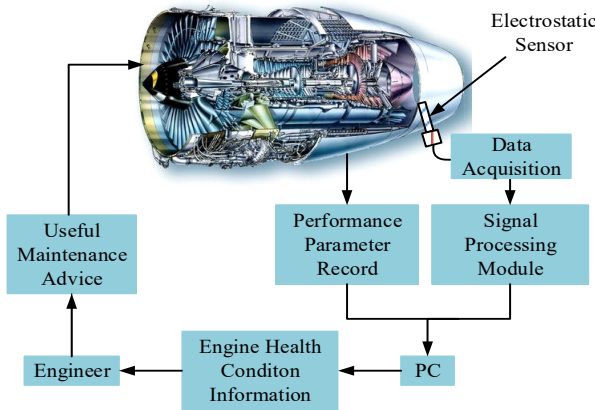 Electrostatic
Sensor
Data
Acquisition
Useful
Maintenance
Advice
Performance
Parameter
Record
Signal
Processing
Module
Engineer
Engine Health
Conditon
Information
PC